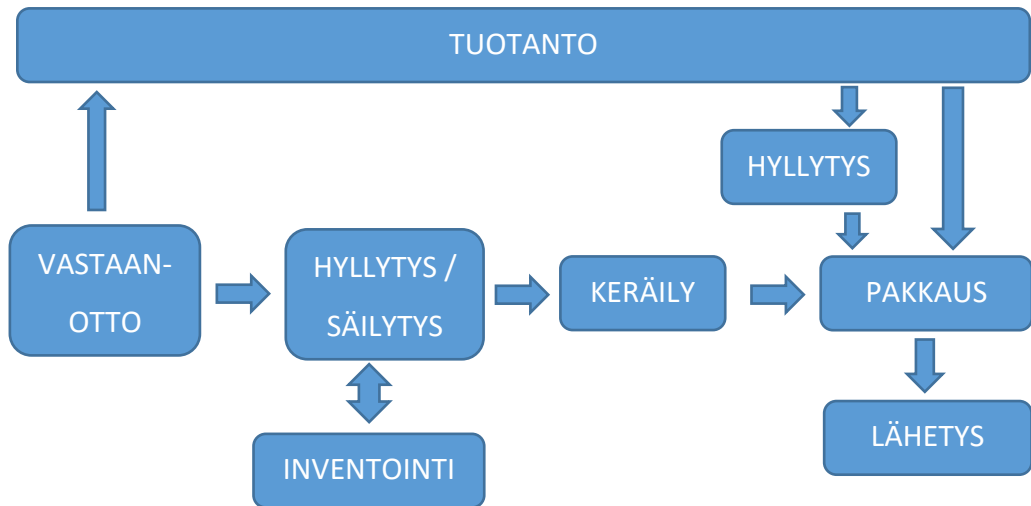 TUOTANTO
HYLLYTYS
VASTAAN-
OTTO
HYLLYTYS /
SÄILYTYS
KERÄILY
PAKKAUS
INVENTOINTI
LÄHETYS